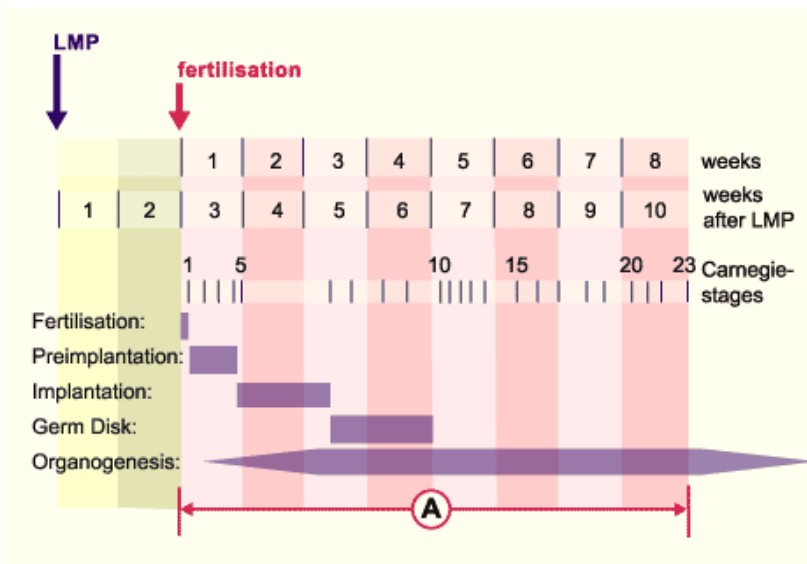 LMP
fertilisation
1 2 3 4 5 6 7 8 weeks
1 2 3 4 5 6 7 8 9 10 weeks
after LMP
1 5 10 15 20 23 Carnegie-
stages
Fertilisation:
Preimplantation:
Implantation:
Germ Disk:
Organogenesis:
A